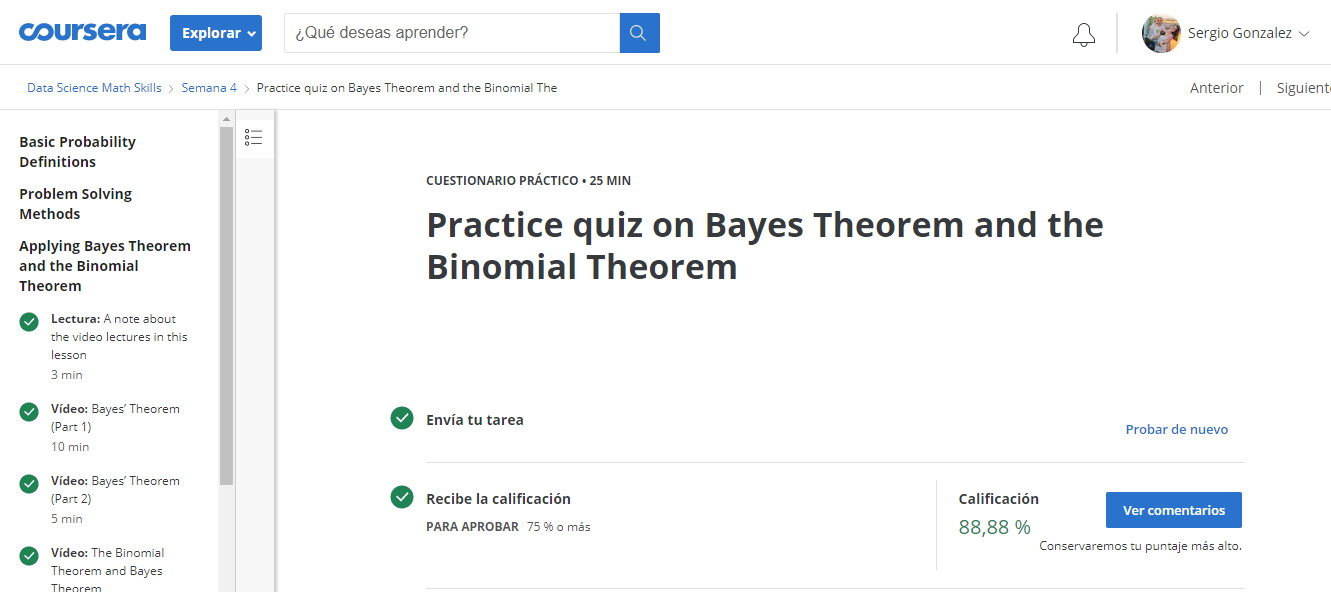 coursera
Explorar
¿Qué deseas aprender?
Sergio Gonzalez
Data Science Math Skills > Semana 4 > Practice quiz on Bayes Theorem and the Binomial The
Anterior | Siguient
Basic Probability
Definitions
Problem Solving
Methods
Applying Bayes Theorem
and the Binomial
Theorem
Lectura: A note about
the video lectures in this
lesson
3 min
Vídeo: Bayes’ Theorem
(Part 1)
10 min
Vídeo: Bayes’ Theorem
(Part 2)
5 min
Vídeo: The Binomial
Theorem and Bayes
Theorem
CUESTIONARIO PRÁCTICO • 25 MIN
Practice quiz on Bayes Theorem and the
Binomial Theorem
Envía tu tarea
Probar de nuevo
Recibe la calificación
PARA APROBAR 75 % o más
Calificación
88,88 %
Ver comentarios
Conservaremos tu puntaje más alto.